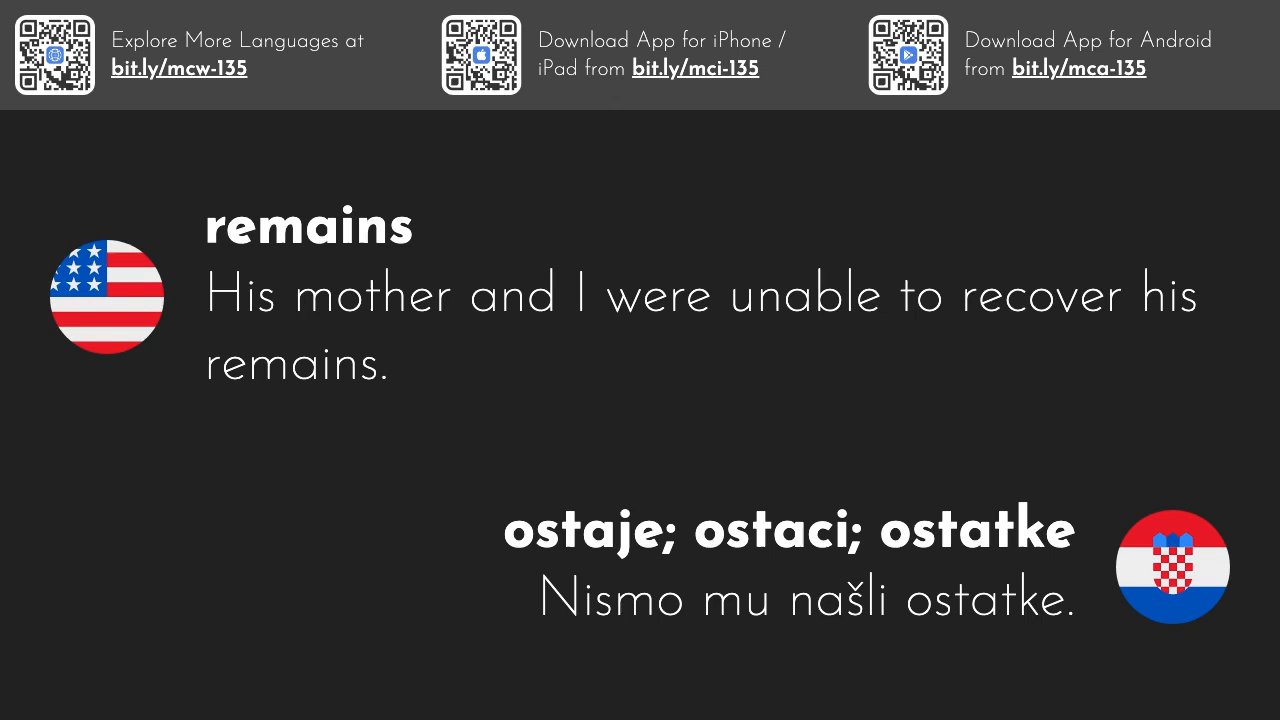 Explore More Languages at
bit.ly/mcw-135
Download App for iPhone /
iPad from bit.ly/mci-135
Download App for Android
from bit.ly/mca-135
remains
His mother and I were unable to recover his
remains.
ostaje; ostaci; ostatke
Nismo mu našli ostatke.